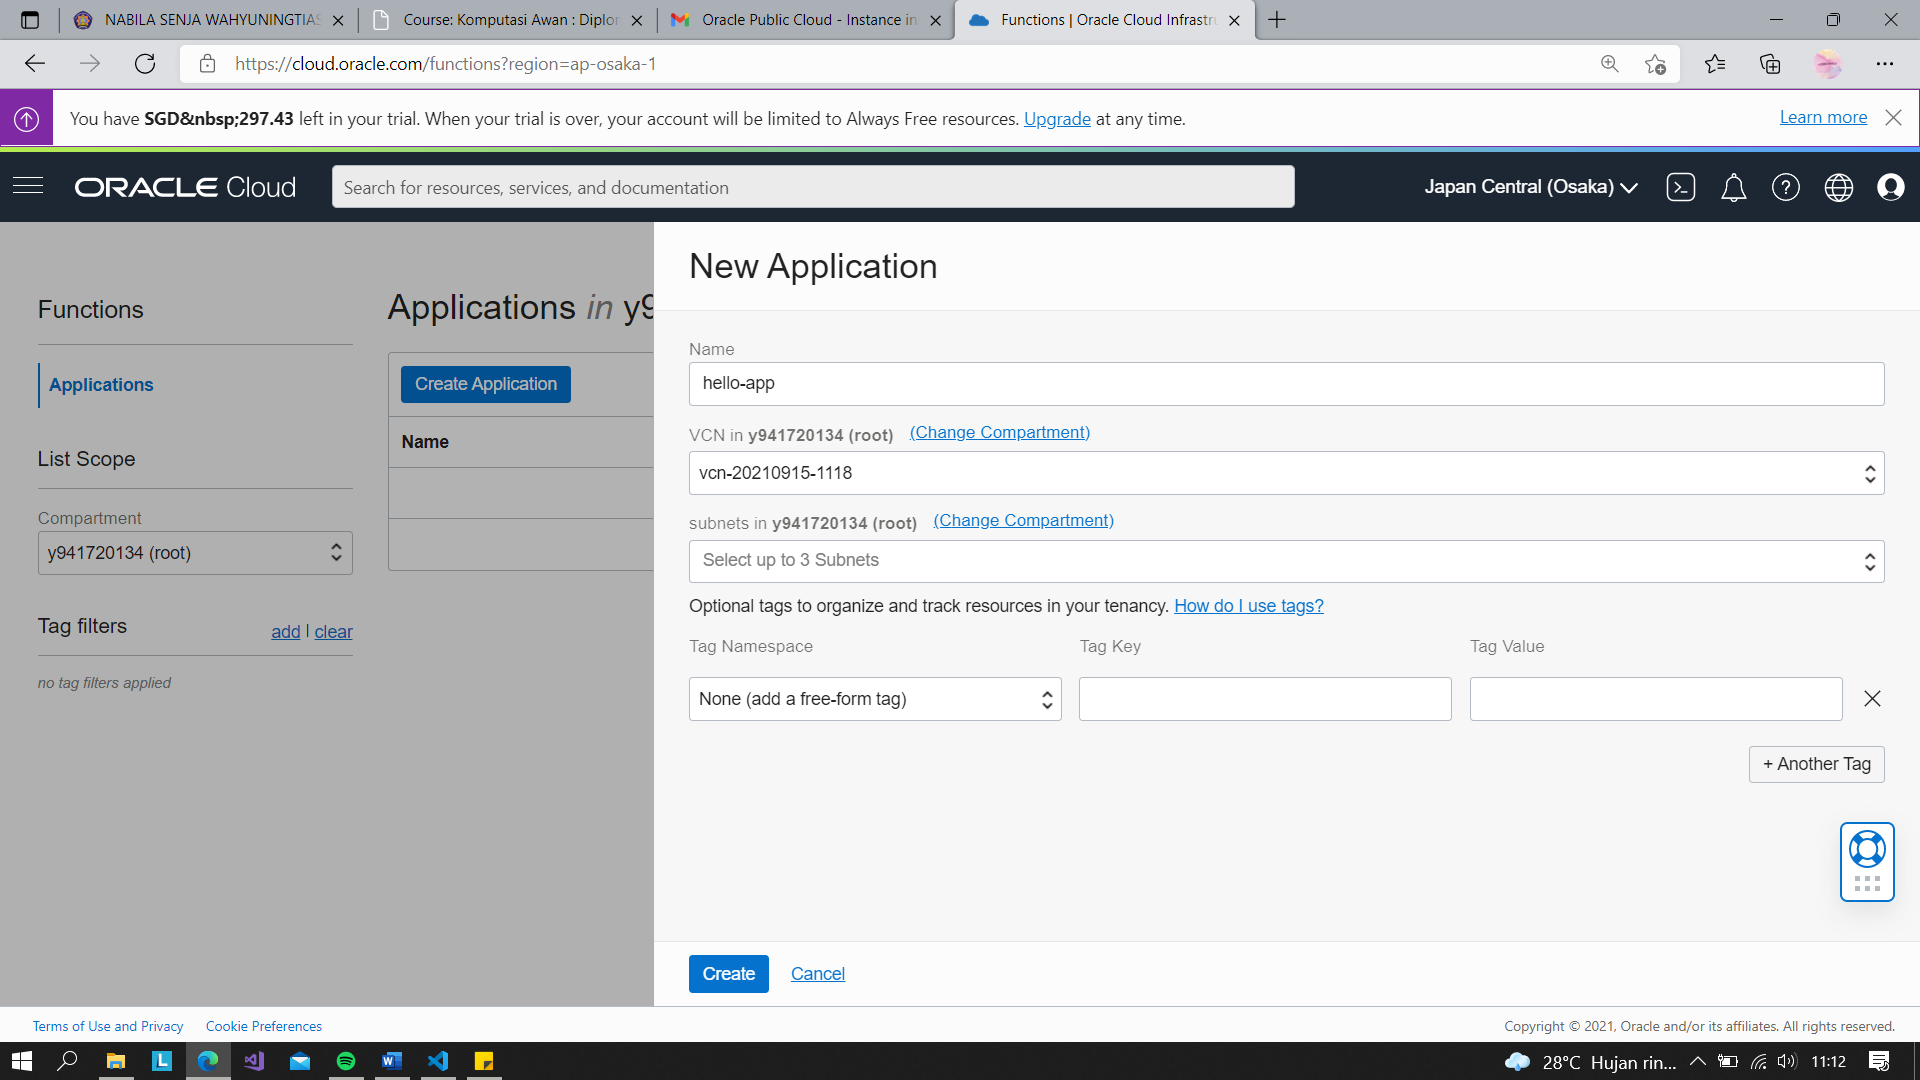 NABILA SENJA WAHYUNINGTIAS
Course: Komputasi Awan : Diplor
Oracle Public Cloud - Instance in
Functions | Oracle Cloud Infrastru
https://cloud.oracle.com/functions?region=ap-osaka-1
You have SGD&nbsp;297.43 left in your trial. When your trial is over, your account will be limited to Always Free resources. Upgrade at any time.
Learn more
ORACLE Cloud
Search for resources, services, and documentation
Japan Central (Osaka)
Functions
Applications
List Scope
Compartment
y941720134 (root)
Tag filters
add | clear
no tag filters applied
Applications in y9
Create Application
Name
New Application
Name
hello-app
VCN in y941720134 (root) (Change Compartment)
vcn-20210915-1118
subnets in y941720134 (root) (Change Compartment)
Select up to 3 Subnets
Optional tags to organize and track resources in your tenancy. How do I use tags?
Tag Namespace
Tag Key
Tag Value
None (add a free-form tag)
+ Another Tag
Create
Cancel
Terms of Use and Privacy
Cookie Preferences
Copyright © 2021, Oracle and/or its affiliates. All rights reserved.
28°C Hujan rin...
11:12